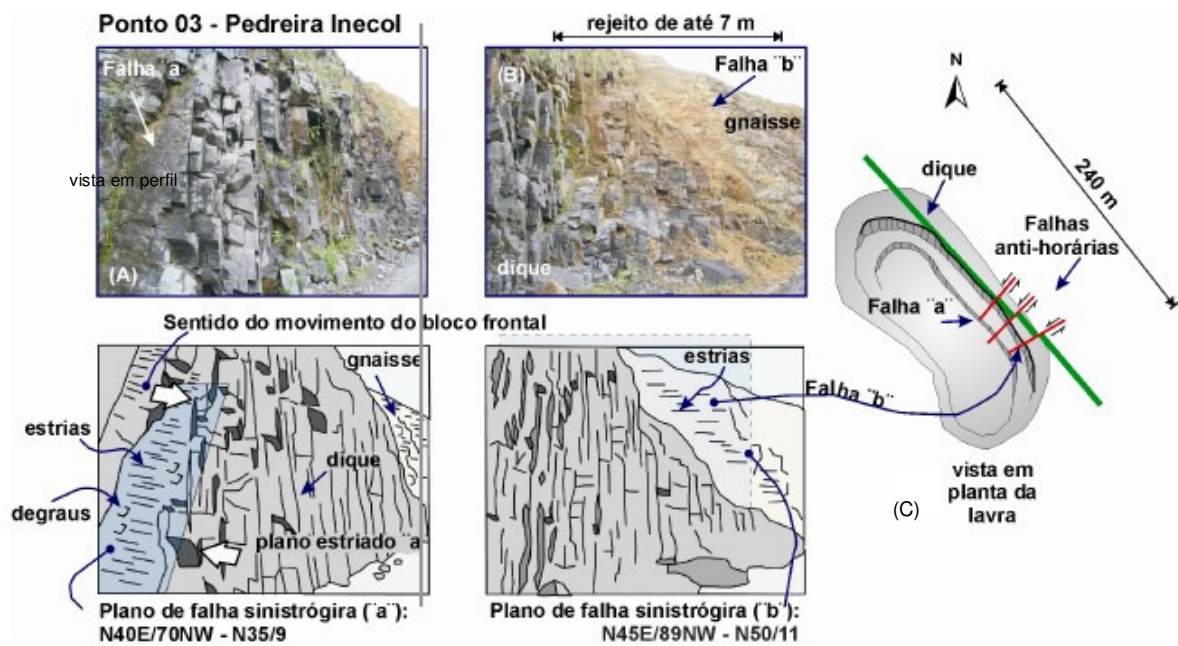 Ponto 03 - Pedreira Inecol
rejeito de até 7 m
Falha ¨a
vista em perfil
(A)
(B)
Falha ¨b¨
gnaisse
dique
N
240 m
dique
Falhas
anti-horárias
Falha ¨a¨
vista em
planta da
lavra
(C)
Sentido do movimento do bloco frontal
gnaisse
estrias
degraus
dique
plano estriado ¨a
estrias
Falha ¨b¨
Plano de falha sinistrógira (¨a¨):
N40E/70NW - N35/9
Plano de falha sinistrógira (¨b¨):
N45E/89NW - N50/11